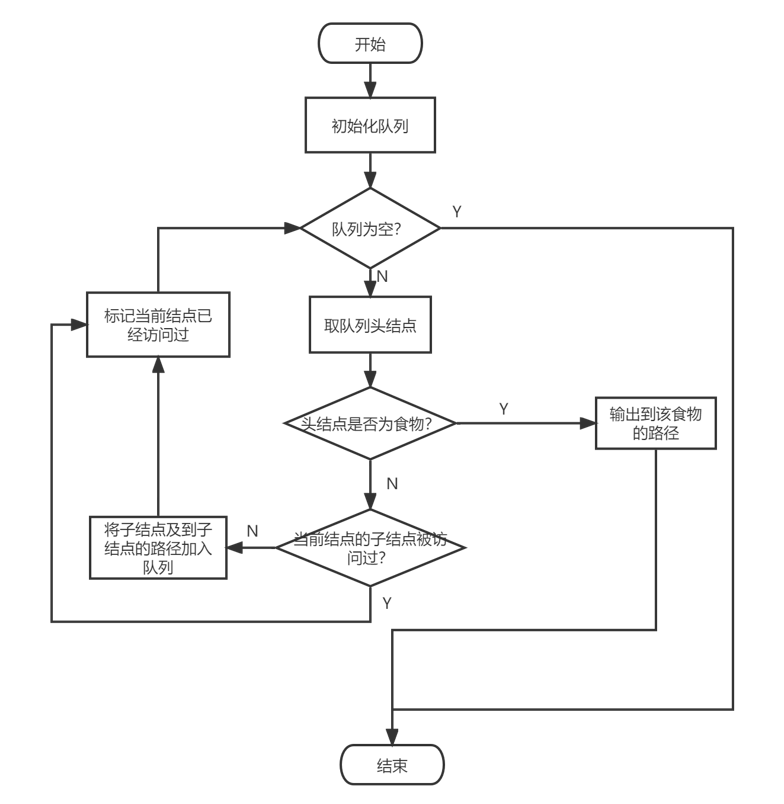 开始
初始化队列
队列为空?
Y
N
取队列头结点
标记当前结点已
经访问过
头结点是否为食物?
Y
输出到该食物
的路径
N
当前结点的子结点被访
问过?
N
将子结点及到子
结点的路径加入
队列
Y
结束